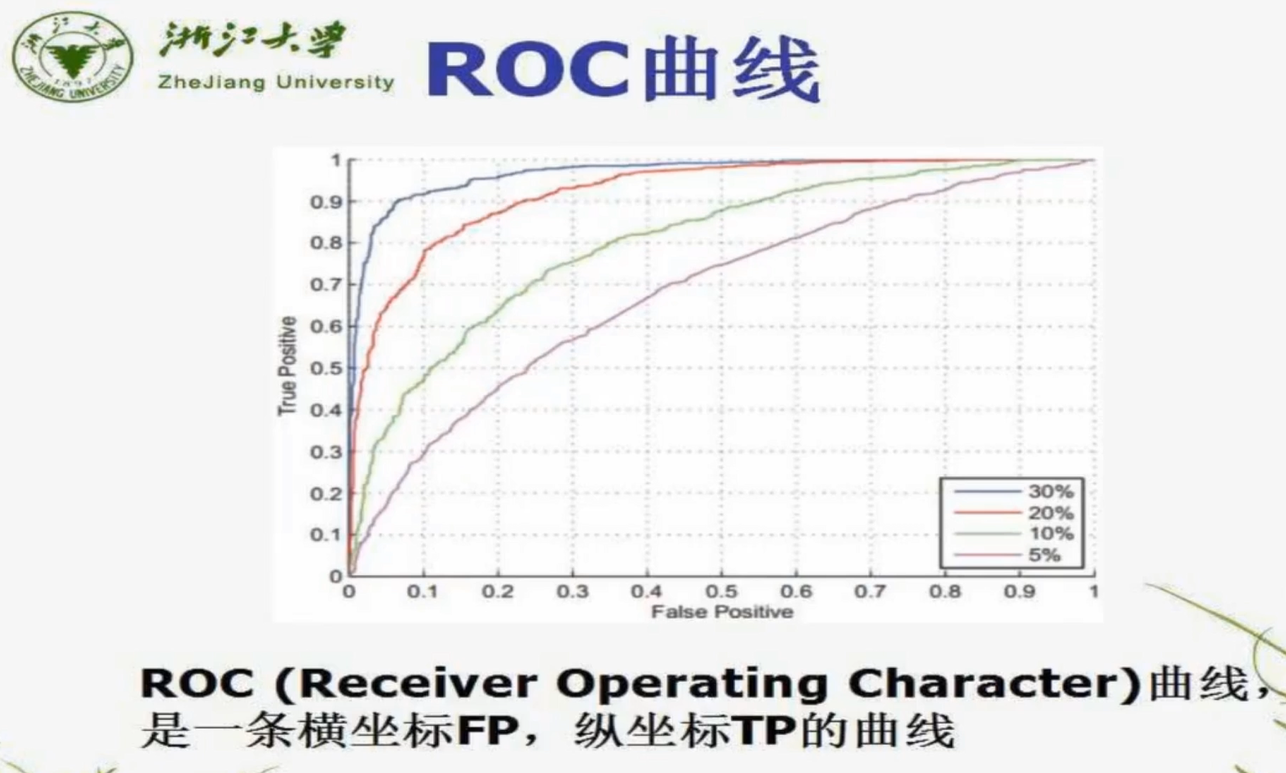 浙江大学
ZheJiang University
ZHEJIANG UNIVERSITY
1897
ROC曲线
1
0.9
0.8
0.7
0.6
0.5
0.4
0.3
0.2
0.1
0
True Positive
30%
20%
10%
5%
0 0.1 0.2 0.3 0.4 0.5 0.6 0.7 0.8 0.9 1
False Positive
ROC (Receiver Operating Character)曲线,
是一条横坐标FP，纵坐标TP的曲线